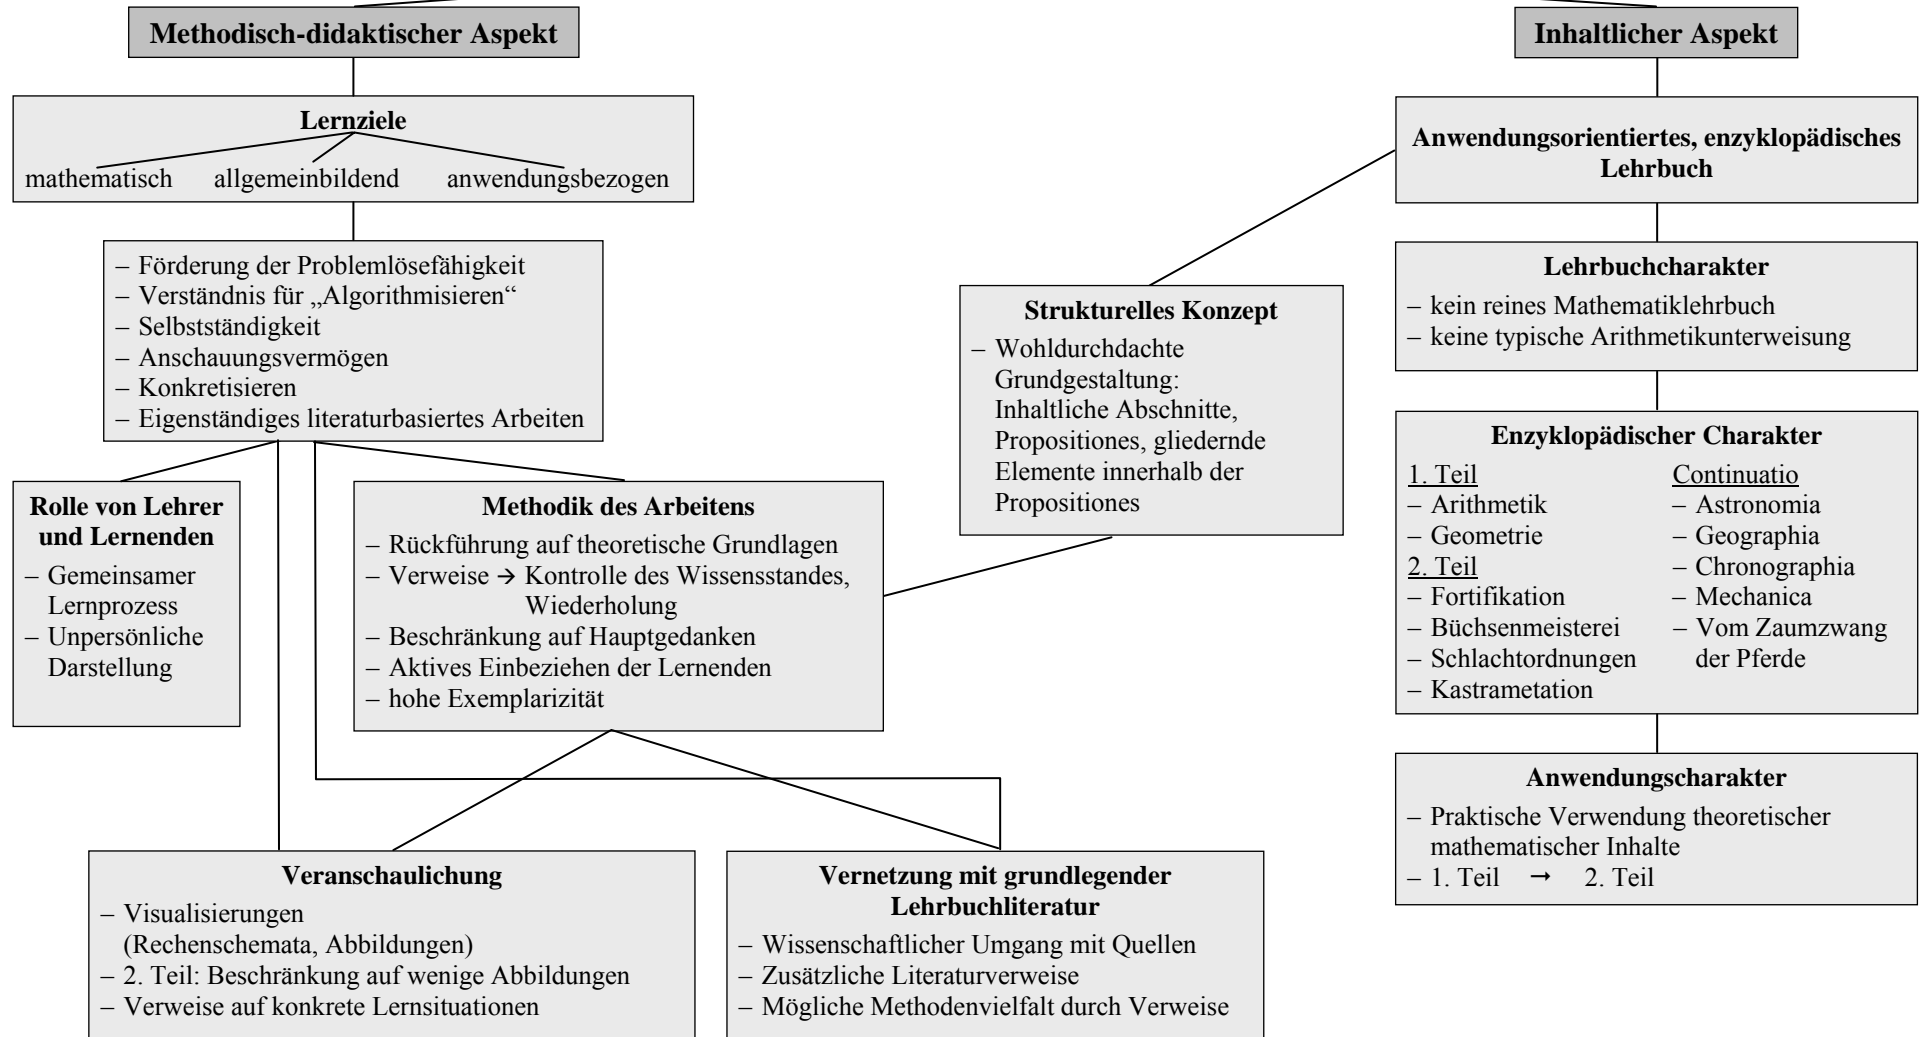 Methodisch-didaktischer Aspekt
Inhaltlicher Aspekt
Lernziele
mathematisch allgemeinbildend anwendungsbezogen
– Förderung der Problemlösefähigkeit
– Verständnis für „Algorithmisieren“
– Selbstständigkeit
– Anschauungsvermögen
– Konkretisieren
– Eigenständiges literaturbasiertes Arbeiten
Rolle von Lehrer
und Lernenden
– Gemeinsamer
Lernprozess
– Unpersönliche
Darstellung
Methodik des Arbeitens
– Rückführung auf theoretische Grundlagen
– Verweise → Kontrolle des Wissensstandes,
Wiederholung
– Beschränkung auf Hauptgedanken
– Aktives Einbeziehen der Lernenden
– hohe Exemplarizität
Veranschaulichung
– Visualisierungen
(Rechenschemata, Abbildungen)
– 2. Teil: Beschränkung auf wenige Abbildungen
– Verweise auf konkrete Lernsituationen
Vernetzung mit grundlegender
Lehrbuchliteratur
– Wissenschaftlicher Umgang mit Quellen
– Zusätzliche Literaturverweise
– Mögliche Methodenvielfalt durch Verweise
Strukturelles Konzept
– Wohldurchdachte
Grundgestaltung:
Inhaltliche Abschnitte,
Propositiones, gliedernde
Elemente innerhalb der
Propositiones
Anwendungsorientiertes, enzyklopädisches
Lehrbuch
Lehrbuchcharakter
– kein reines Mathematiklehrbuch
– keine typische Arithmetikunterweisung
Enzyklopädischer Charakter
1. Teil
– Arithmetik
– Geometrie
2. Teil
– Fortifikation
– Büchsenmeisterei
– Schlachtordnungen
– Kastrametation
Continuatio
– Astronomia
– Geographia
– Chronographia
– Mechanica
– Vom Zaumzwang
der Pferde
Anwendungscharakter
– Praktische Verwendung theoretischer
mathematischer Inhalte
– 1. Teil → 2. Teil